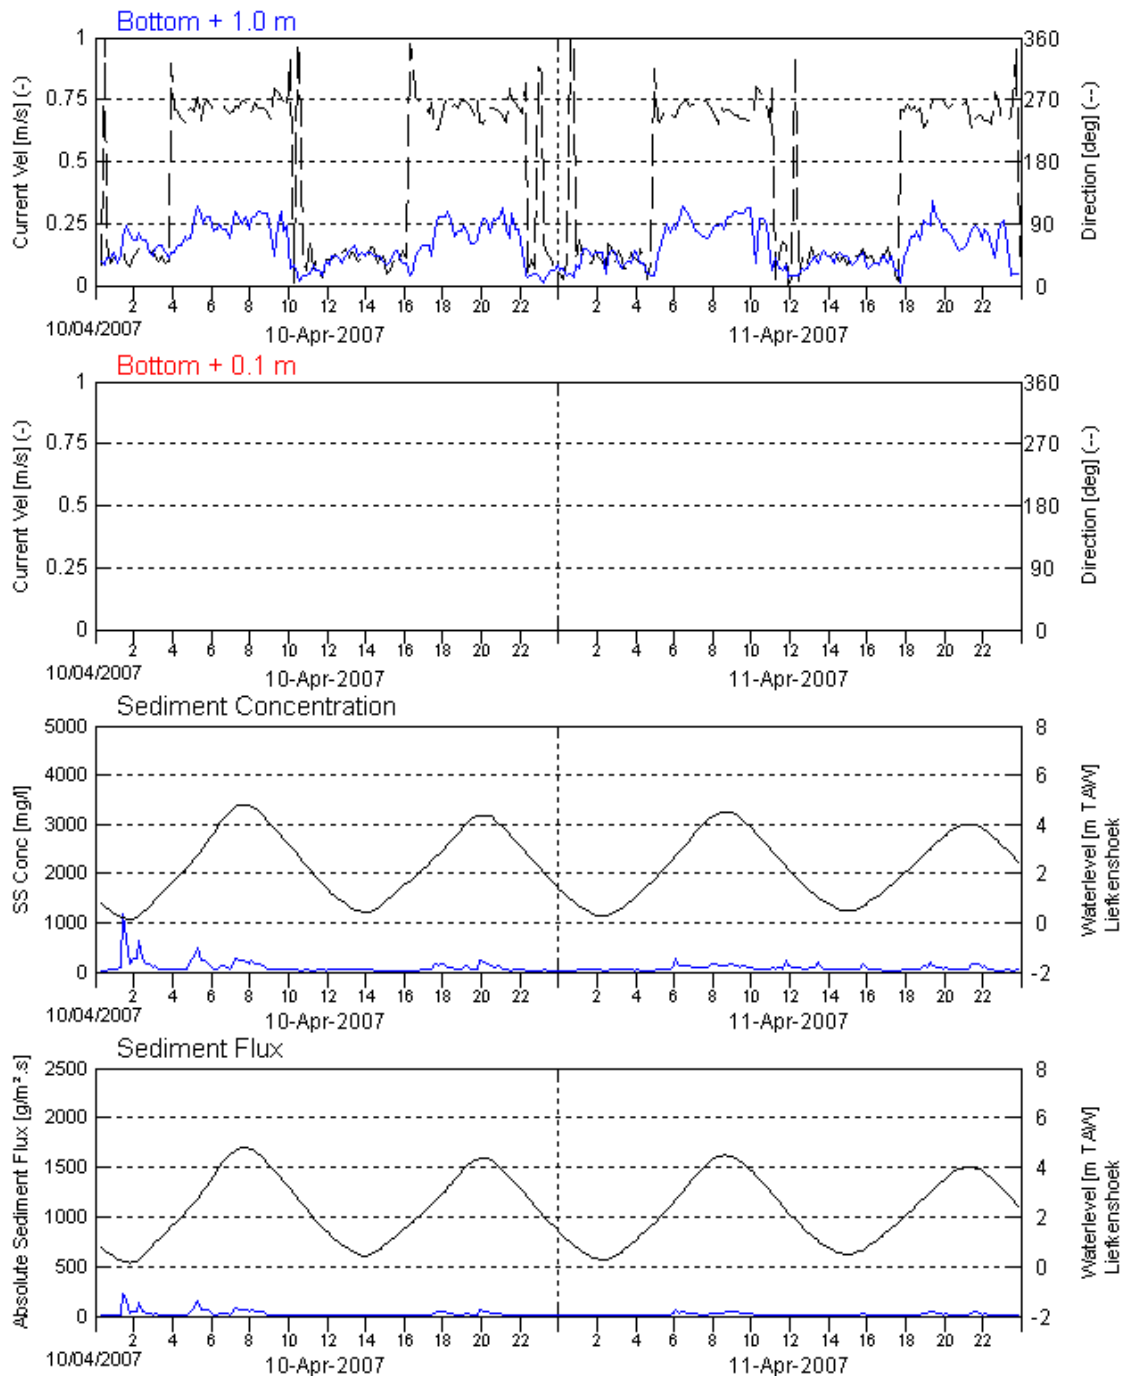 Bottom + 1.0 m
1 0.75 0.5 0.25 0
Current Vel [m/s] (-)
360 270 180 90 0
Direction [deg] (--)
2 4 6 8 10 12 14 16 18 20 22 2 4 6 8 10 12 14 16 18 20 22
10/04/2007 10-Apr-2007 11-Apr-2007
Bottom + 0.1 m
1 0.75 0.5 0.25 0
Current Vel [m/s] (-)
360 270 180 90 0
Direction [deg] (--)
2 4 6 8 10 12 14 16 18 20 22 2 4 6 8 10 12 14 16 18 20 22
10/04/2007 10-Apr-2007 11-Apr-2007
Sediment Concentration
5000 4000 3000 2000 1000 0
SS Conc [mg/l]
8 6 4 2 0 -2
Waterlevel [m TAW]
Liefkenshoek
2 4 6 8 10 12 14 16 18 20 22 2 4 6 8 10 12 14 16 18 20 22
10/04/2007 10-Apr-2007 11-Apr-2007
Sediment Flux
2500 2000 1500 1000 500 0
Absolute Sediment Flux [g/m².s]
8 6 4 2 0 -2
Waterlevel [m TAW]
Liefkenshoek
2 4 6 8 10 12 14 16 18 20 22 2 4 6 8 10 12 14 16 18 20 22
10/04/2007 10-Apr-2007 11-Apr-2007